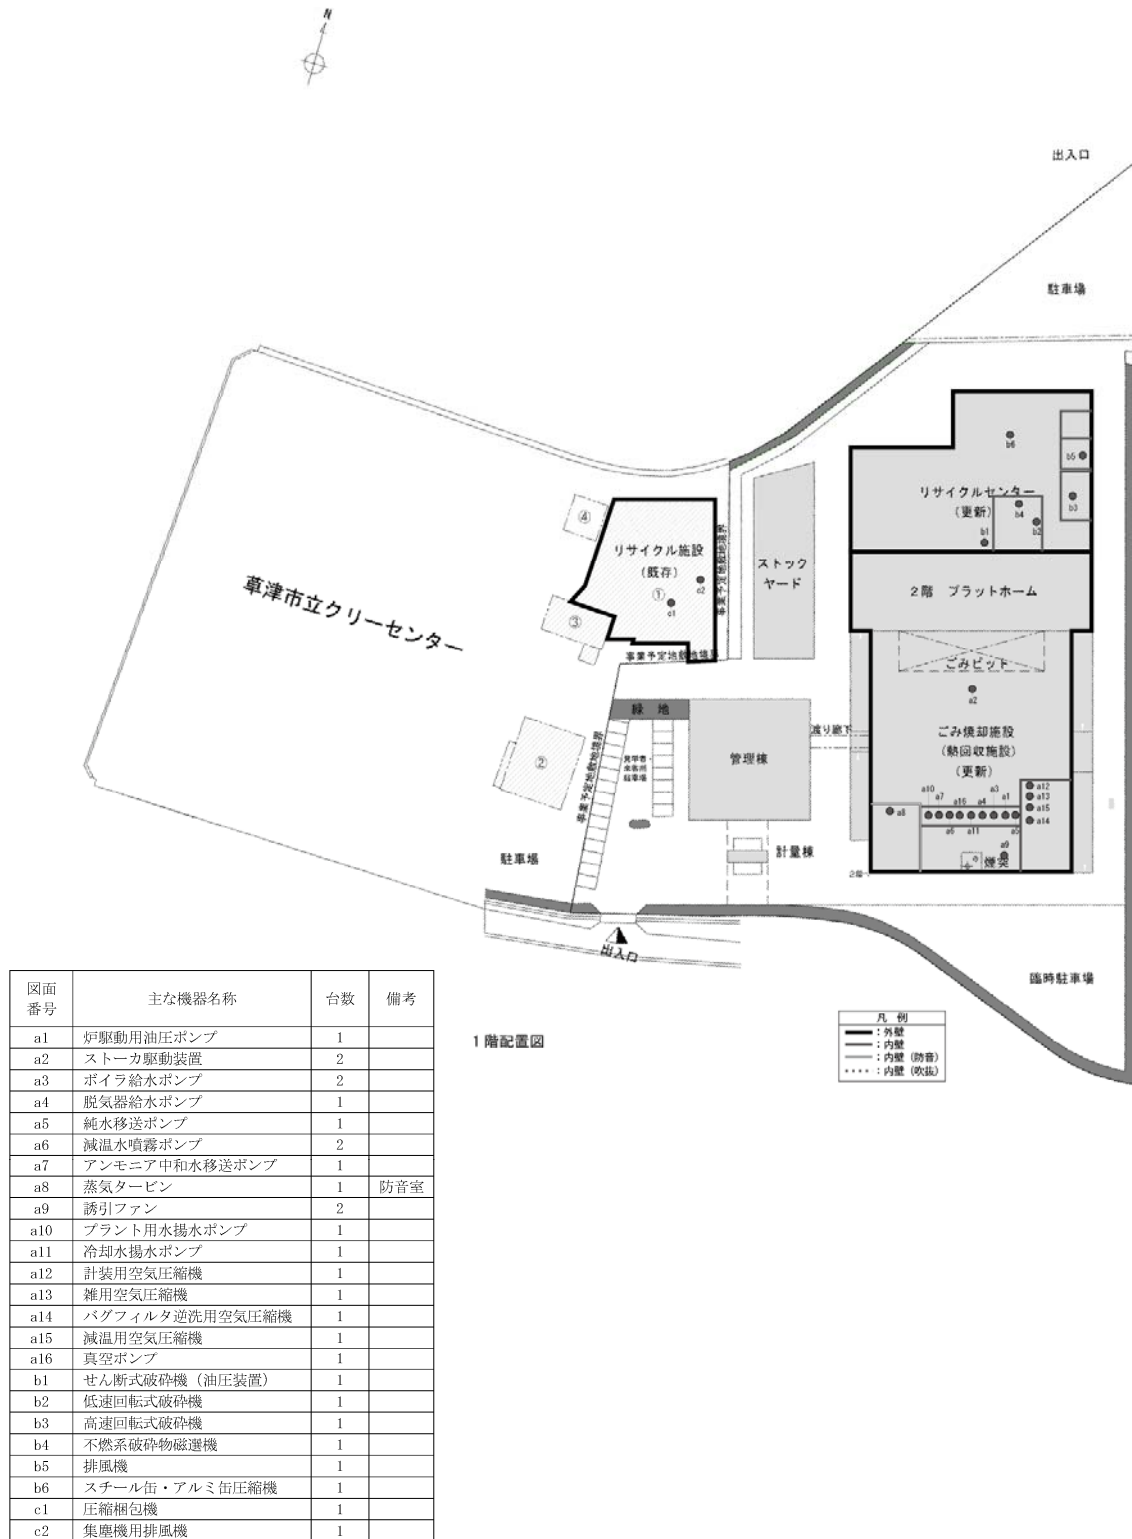 N
出入口
駐車場
④
リサイクル施設
(既存)
①
c2
c1
③
事業予定地敷地境界
事業予定地敷地境界
草津市立クリーセンター
ストック
ヤード
b6
b5
リサイクルセンター
(更新)
b4
b3
b1
b2
2階 プラットホーム
ごみピット
a2
緑 地
渡り廊下
管理棟
ごみ焼却施設
(熱回収施設)
(更新)
②
事業予定地敷地境界
a10
a7
a16
a4
a3
a1
a12
a13
a15
a14
a8
a6
a11
a5
a9
煙突
計量棟
2階
駐車場
出入口
臨時駐車場
1階配置図
凡 例
:外壁
:内壁
:内壁 (防音)
:内壁 (吹抜)
図面番号 主な機器名称 台数 備考
a1 炉駆動用油圧ポンプ 1
a2 ストーカ駆動装置 2
a3 ボイラ給水ポンプ 2
a4 脱気器給水ポンプ 1
a5 純水移送ポンプ 1
a6 減温水噴霧ポンプ 2
a7 アンモニア中和水移送ポンプ 1
a8 蒸気タービン 1 防音室
a9 誘引ファン 2
a10 プラント用水揚水ポンプ 1
a11 冷却水揚水ポンプ 1
a12 計装用空気圧縮機 1
a13 雑用空気圧縮機 1
a14 バグフィルタ逆洗用空気圧縮機 1
a15 減温用空気圧縮機 1
a16 真空ポンプ 1
b1 せん断式破砕機（油圧装置） 1
b2 低速回転式破砕機 1
b3 高速回転式破砕機 1
b4 不燃系破砕物磁選機 1
b5 排風機 1
b6 スチール缶・アルミ缶圧縮機 1
c1 圧縮梱包機 1
c2 集塵機用排風機 1